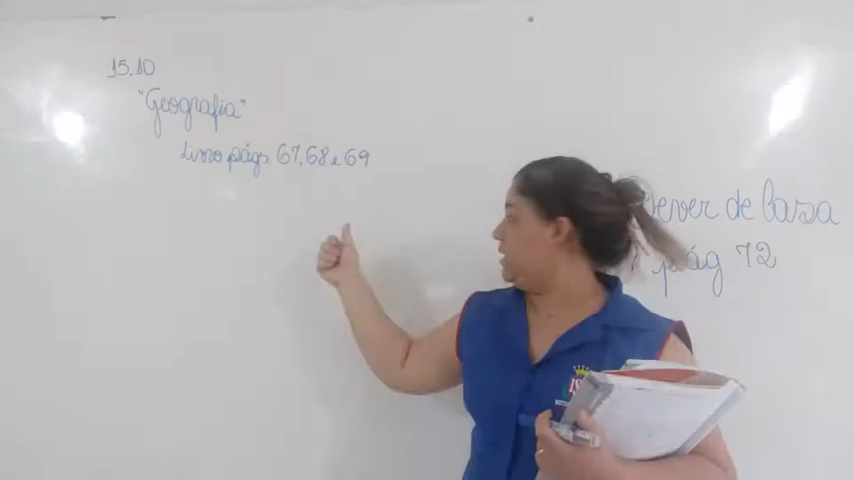 15.10
"Geografia"
Livro págs. 67,68 e 69
Dever de Casa
pág 72